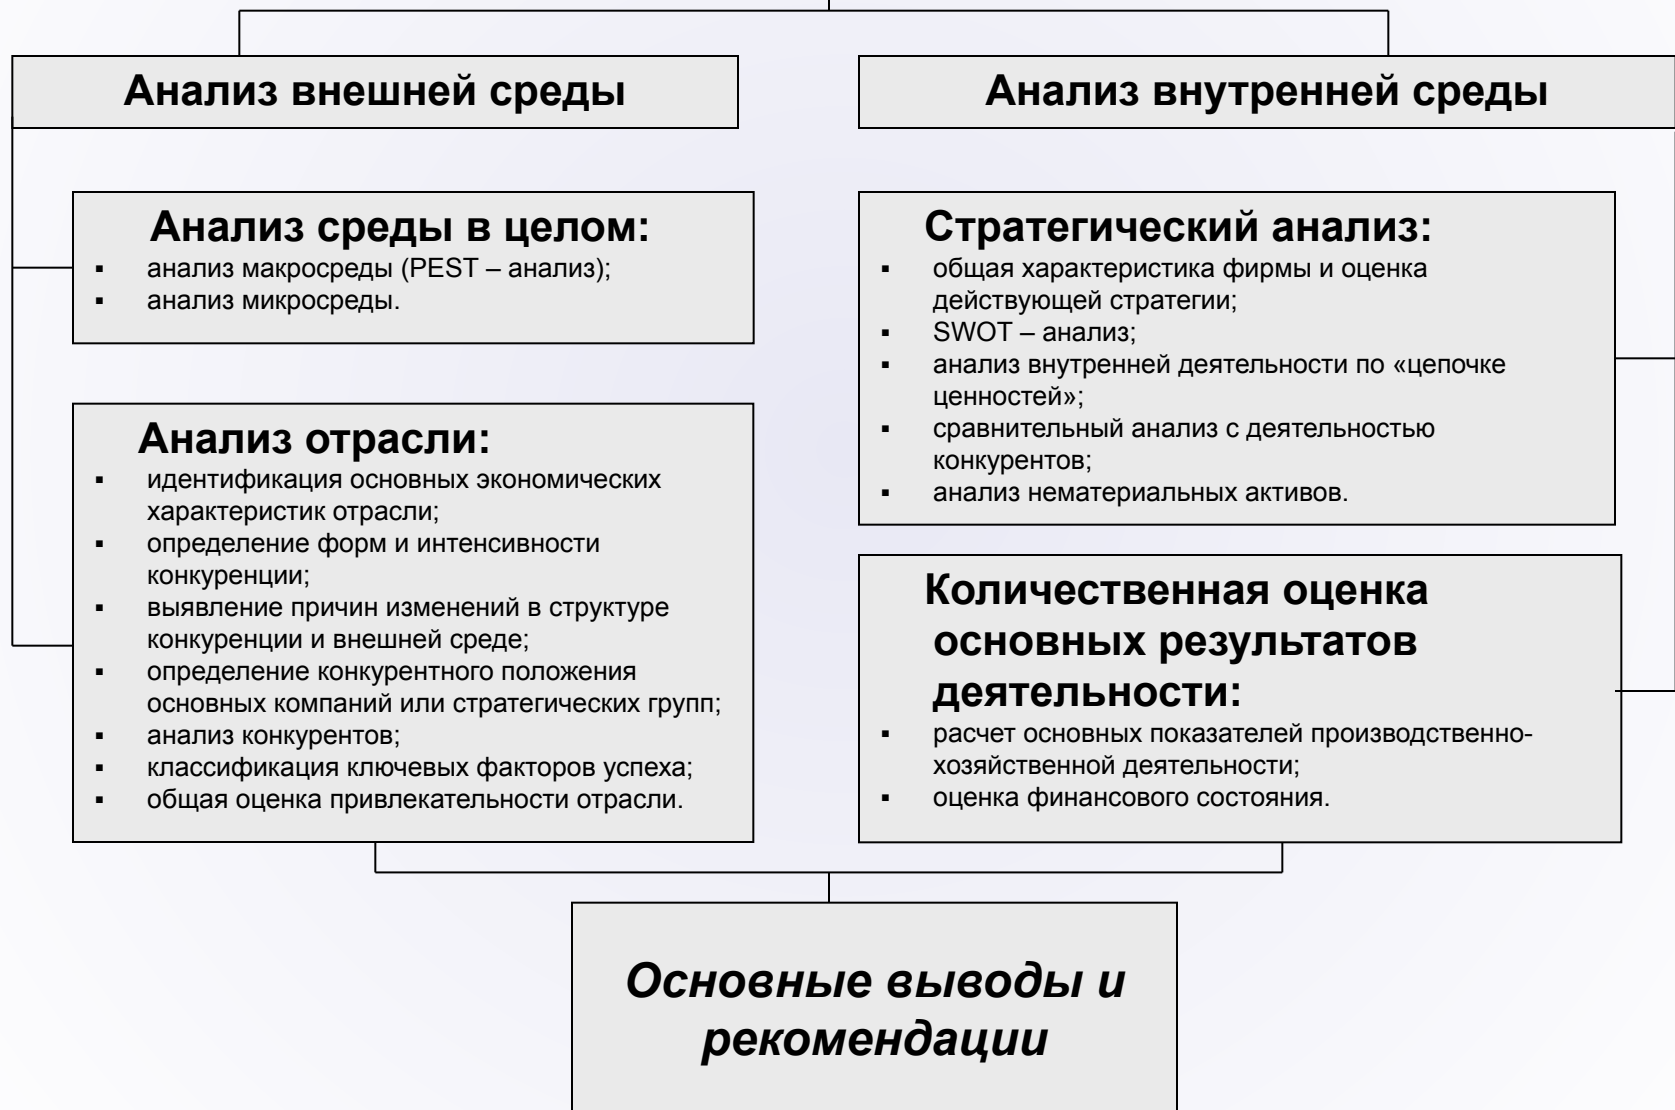 Анализ внешней среды
Анализ внутренней среды
Анализ среды в целом:
▪ анализ макросреды (PEST – анализ);
▪ анализ микросреды.
Анализ отрасли:
▪ идентификация основных экономических
характеристик отрасли;
▪ определение форм и интенсивности
конкуренции;
▪ выявление причин изменений в структуре
конкуренции и внешней среде;
▪ определение конкурентного положения
основных компаний или стратегических групп;
▪ анализ конкурентов;
▪ классификация ключевых факторов успеха;
▪ общая оценка привлекательности отрасли.
Стратегический анализ:
▪ общая характеристика фирмы и оценка
действующей стратегии;
▪ SWOT – анализ;
▪ анализ внутренней деятельности по «цепочке
ценностей»;
▪ сравнительный анализ с деятельностью
конкурентов;
▪ анализ нематериальных активов.
Количественная оценка
основных результатов
деятельности:
▪ расчет основных показателей производственно-
хозяйственной деятельности;
▪ оценка финансового состояния.
Основные выводы и
рекомендации